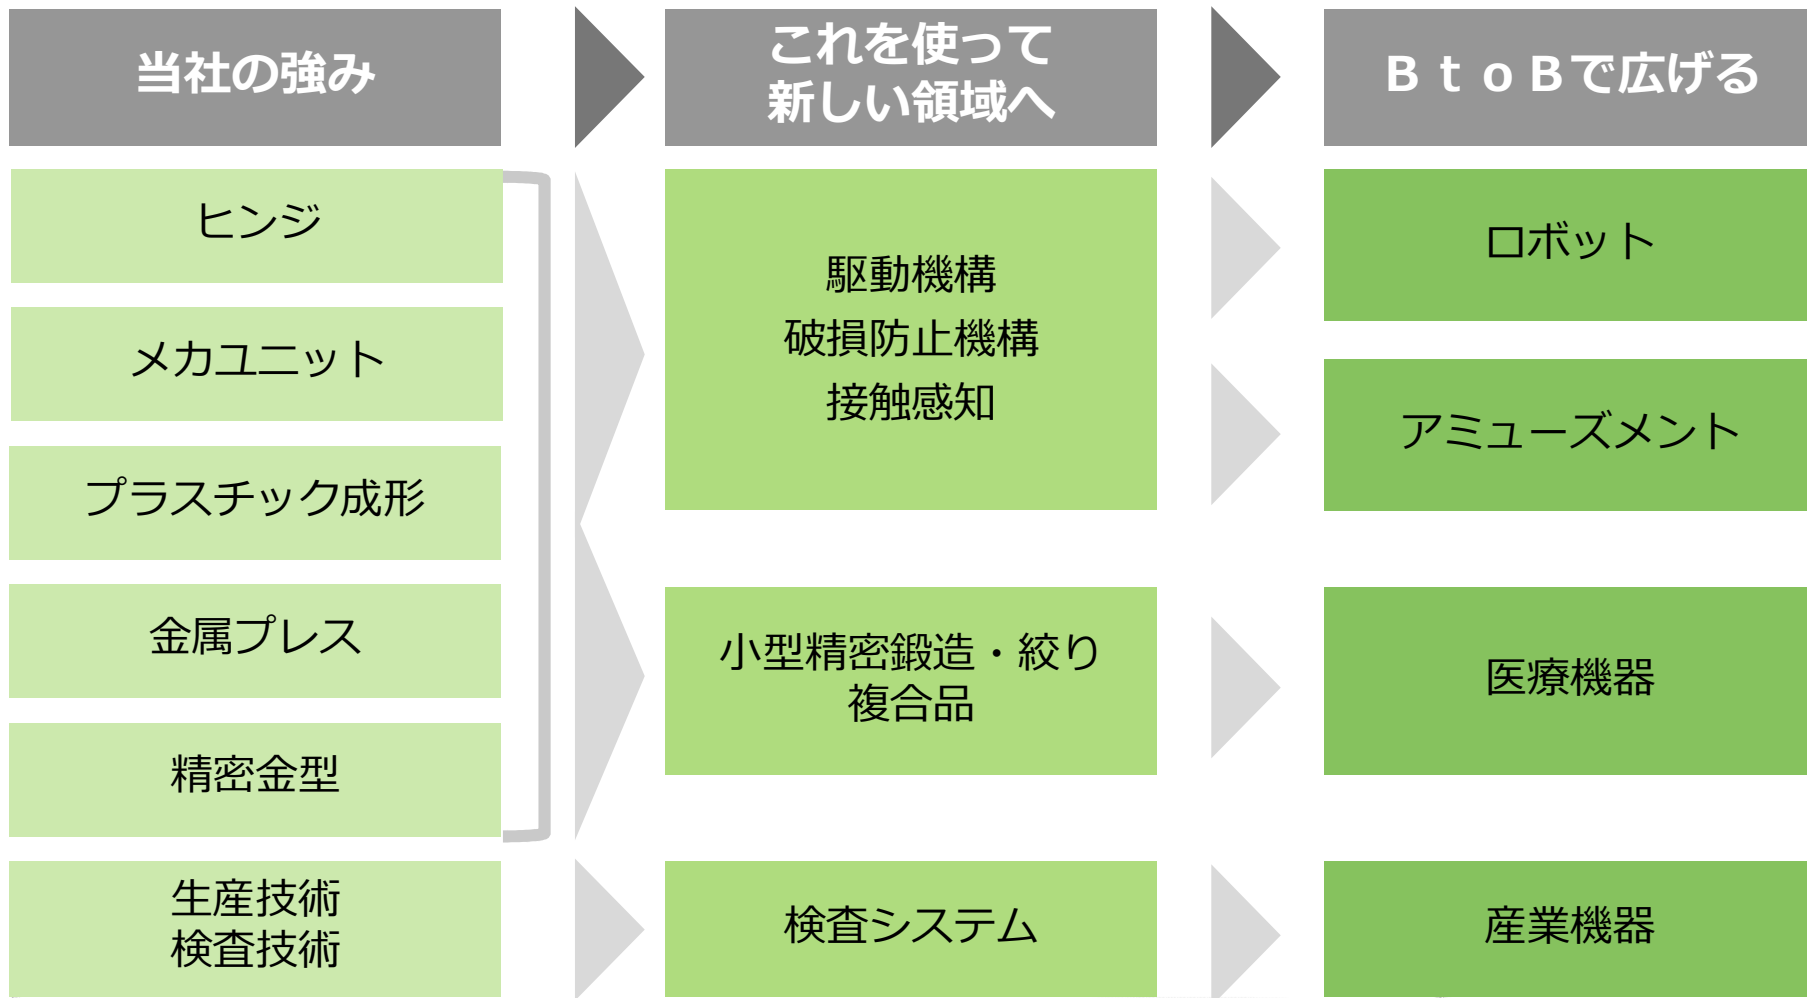 当社の強み
これを使って
新しい領域へ
ＢｔｏＢで広げる
ヒンジ
メカユニット
プラスチック成形
金属プレス
精密金型
生産技術
検査技術
駆動機構
破損防止機構
接触感知
小型精密鍛造・絞り
複合品
検査システム
ロボット
アミューズメント
医療機器
産業機器